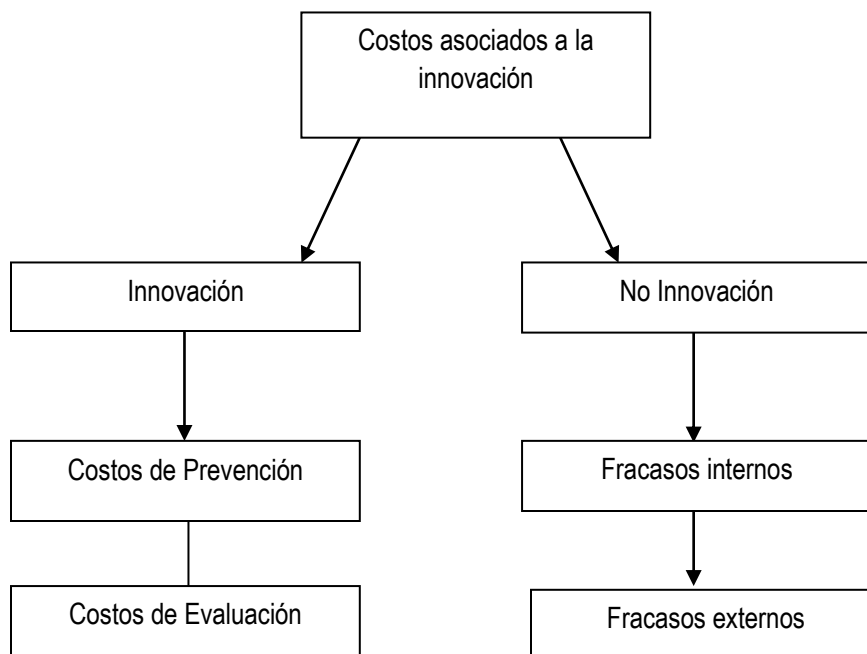 Costos asociados a la
innovación
Innovación
No Innovación
Costos de Prevención
Fracasos internos
Costos de Evaluación
Fracasos externos